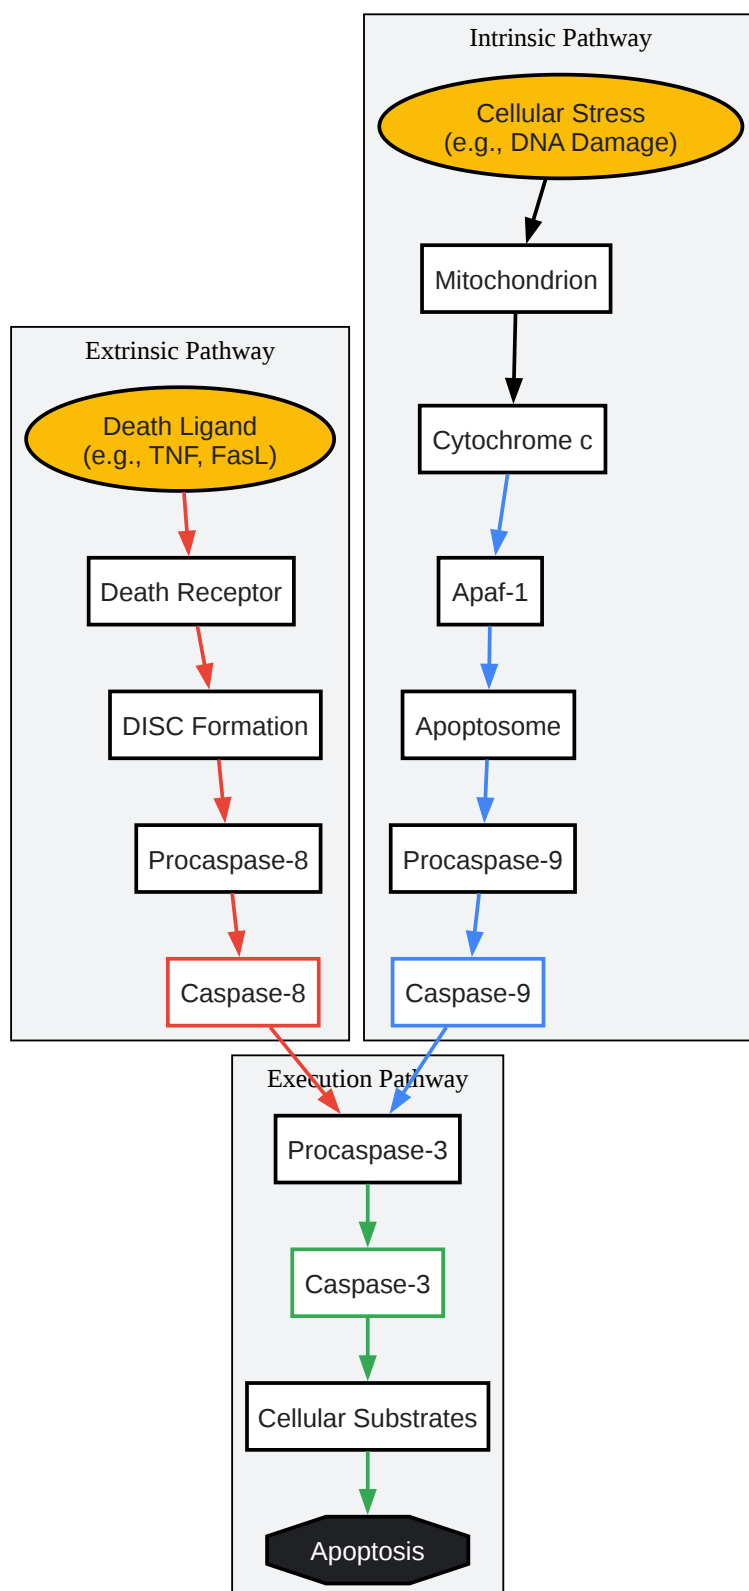 Intrinsic Pathway
Cellular Stress
(e.g., DNA Damage)
Mitochondrion
Cytochrome c
Apaf-1
Apoptosome
Procaspase-9
Caspase-9
Extrinsic Pathway
Death Ligand
(e.g., TNF, FasL)
Death Receptor
DISC Formation
Procaspase-8
Caspase-8
Execution Pathway
Procaspase-3
Caspase-3
Cellular Substrates
Apoptosis